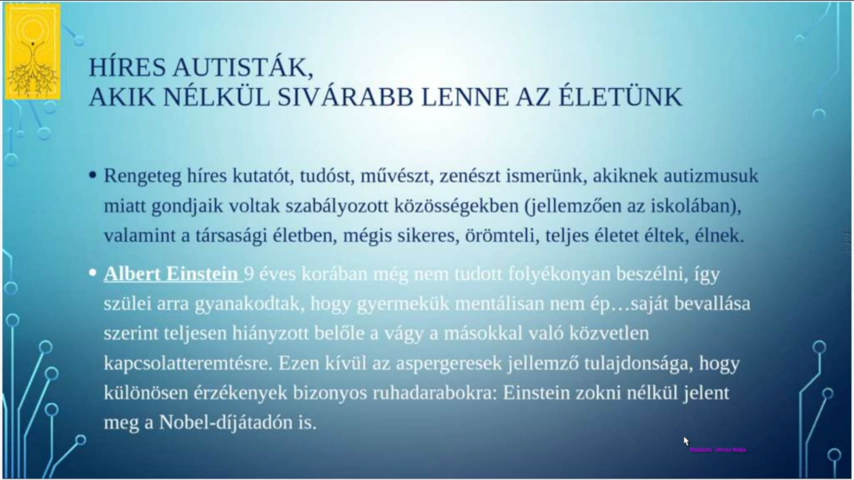 HÍRES AUTISTÁK,
AKIK NÉLKÜL SIVÁRABB LENNE AZ ÉLETÜNK
• Rengeteg híres kutatót, tudóst, művészt, zenészt ismerünk, akiknek autizmusuk
miatt gondjaik voltak szabályozott közösségekben (jellemzően az iskolában),
valamint a társasági életben, mégis sikeres, örömteli, teljes életet éltek, élnek.
• Albert Einstein 9 éves korában még nem tudott folyékonyan beszélni, így
szülei arra gyanakodtak, hogy gyermekük mentálisan nem ép…saját bevallása
szerint teljesen hiányzott belőle a vágy a másokkal való közvetlen
kapcsolatteremtésre. Ezen kívül az aspergeresek jellemző tulajdonsága, hogy
különösen érzékenyek bizonyos ruhadarabokra: Einstein zokni nélkül jelent
meg a Nobel-díjátadón is.